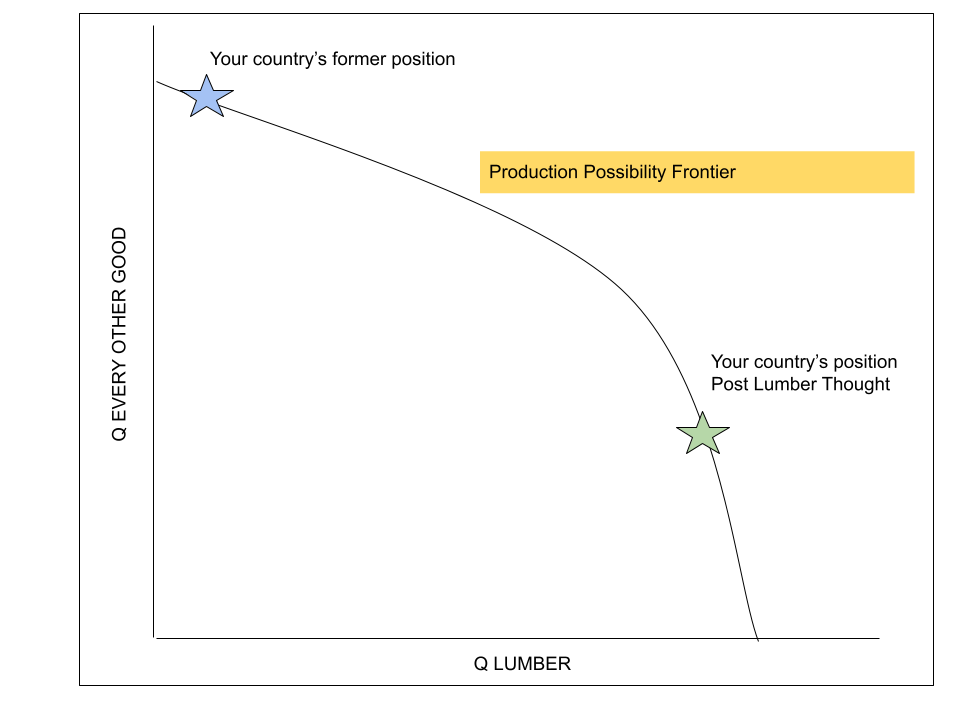 Your country’s former position
Production Possibility Frontier
Q EVERY OTHER GOOD
Your country’s position
Post Lumber Thought
Q LUMBER